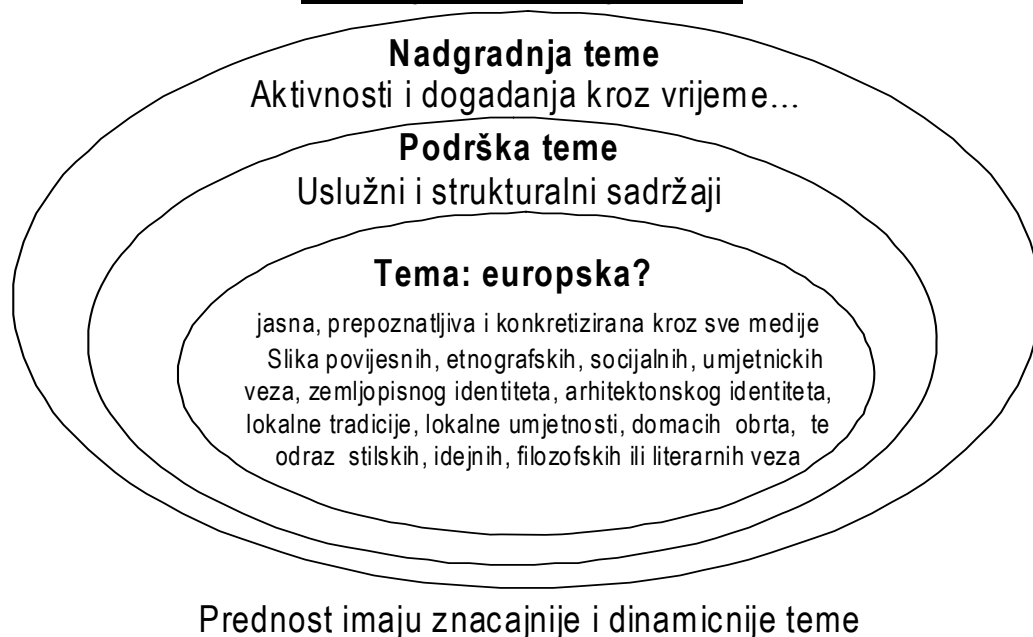 Nadgradnja teme
Aktivnosti i dogadanja kroz vrijeme...
Podrška teme
Uslužni i strukturalni sadržaji
Tema: europska?
jasna, prepoznatljiva i konkretizirana kroz sve medije
Slika povijesnih, etnografskih, socijalnih, umjetnickih
veza, zemljopisnog identiteta, arhitektonskog identiteta,
lokalne tradicije, lokalne umjetnosti, domacih obrta, te
odraz stilskih, idejnih, filozofskih ili literarnih veza
Prednost imaju znacajnije i dinamicnije teme